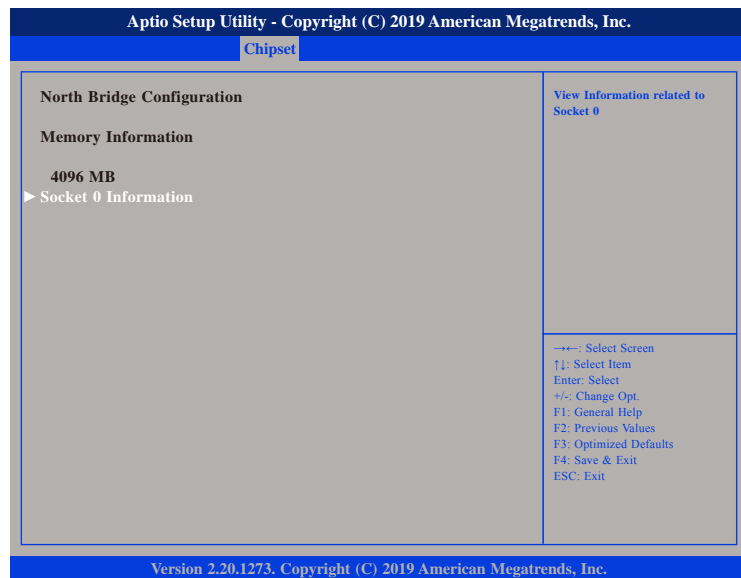 Aptio Setup Utility - Copyright (C) 2019 American Megatrends, Inc.
Chipset
North Bridge Configuration
Memory Information
4096 MB
► Socket 0 Information
View Information related to
Socket 0
→←: Select Screen
↑↓: Select Item
Enter: Select
+/-: Change Opt.
F1: General Help
F2: Previous Values
F3: Optimized Defaults
F4: Save & Exit
ESC: Exit
Version 2.20.1273. Copyright (C) 2019 American Megatrends, Inc.